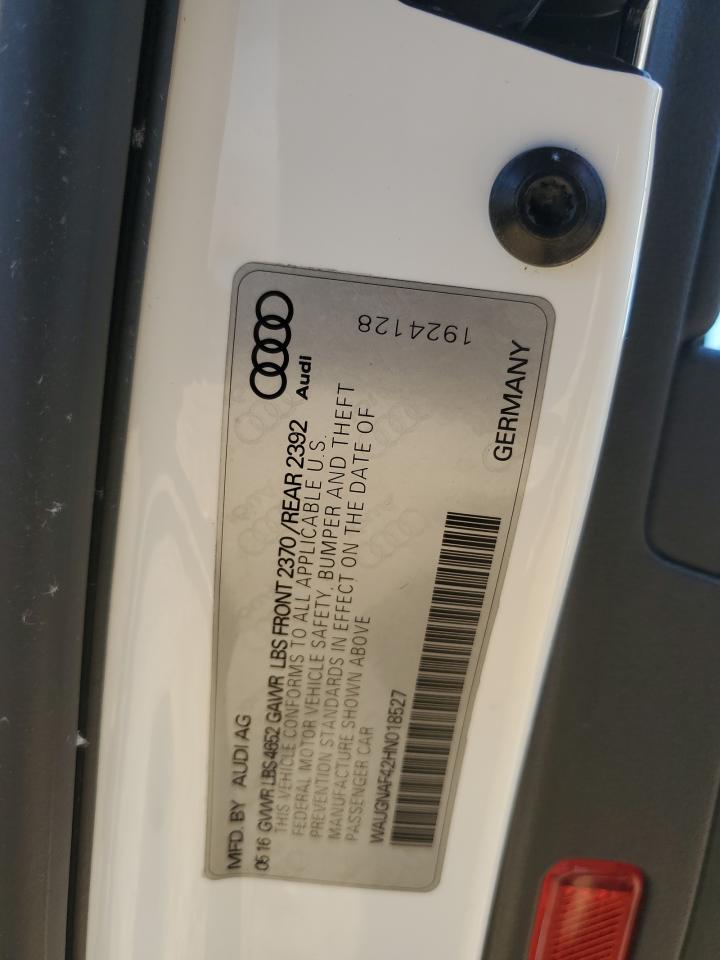 MFD. BY AUDI AG
05 16 GVWR LBS 4652 GAWR LBS FRONT 2370/REAR 2392
THIS VEHICLE CONFORMS TO ALL APPLICABLE U.S.
FEDERAL MOTOR VEHICLE SAFETY, BUMPER AND THEFT
PREVENTION STANDARDS IN EFFECT ON THE DATE OF
MANUFACTURE SHOWN ABOVE
PASSENGER CAR
WAUGNAF42HN018527
Audi
1924128
GERMANY